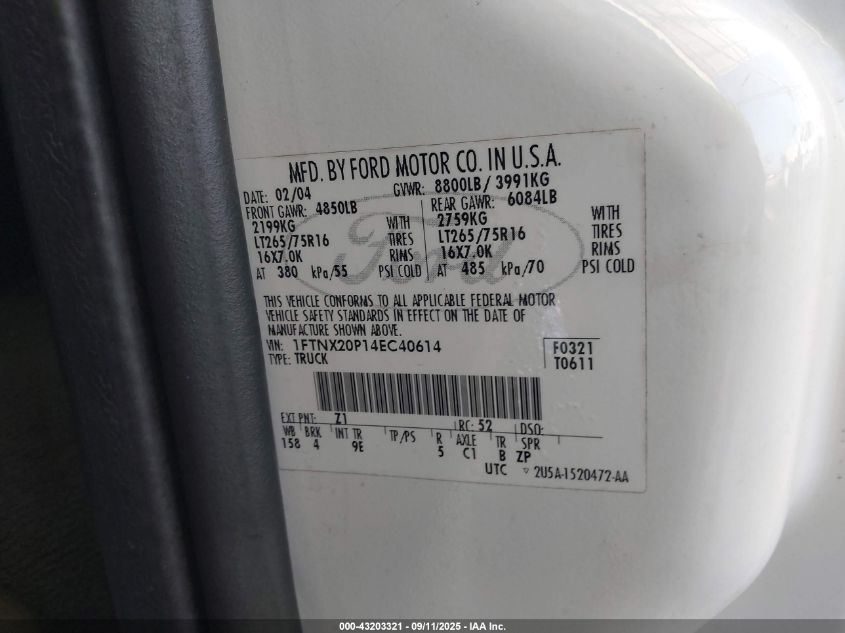 MFD. BY FORD MOTOR CO. IN U.S.A.
DATE: 02/04 GVWR: 8800LB/ 3991KG
FRONT GAWR: 4850LB REAR GAWR: 6084LB
2199KG WITH 2759KG WITH
LT265/75R16 TIRES LT265/75R16 TIRES
16X7.0K RIMS 16X7.0K RIMS
AT 380 kPa/55 PSI COLD AT 485 kPa/70 PSI COLD
Ford
THIS VEHICLE CONFORMS TO ALL APPLICABLE FEDERAL MOTOR
VEHICLE SAFETY STANDARDS IN EFFECT ON THE DATE OF
MANUFACTURE SHOWN ABOVE.
VIN: 1FTNX20P14EC40614 F0321
TYPE: TRUCK T0611
EXT PNT: Z1 RC: 52 DSO:
WB BRK INT TR TP/PS R AXLE TR SPR
158 4 9E 5 C1 B ZP
UTC ▽ 2U5A-1520472-AA
000-43203321 - 09/11/2025 - IAA Inc.